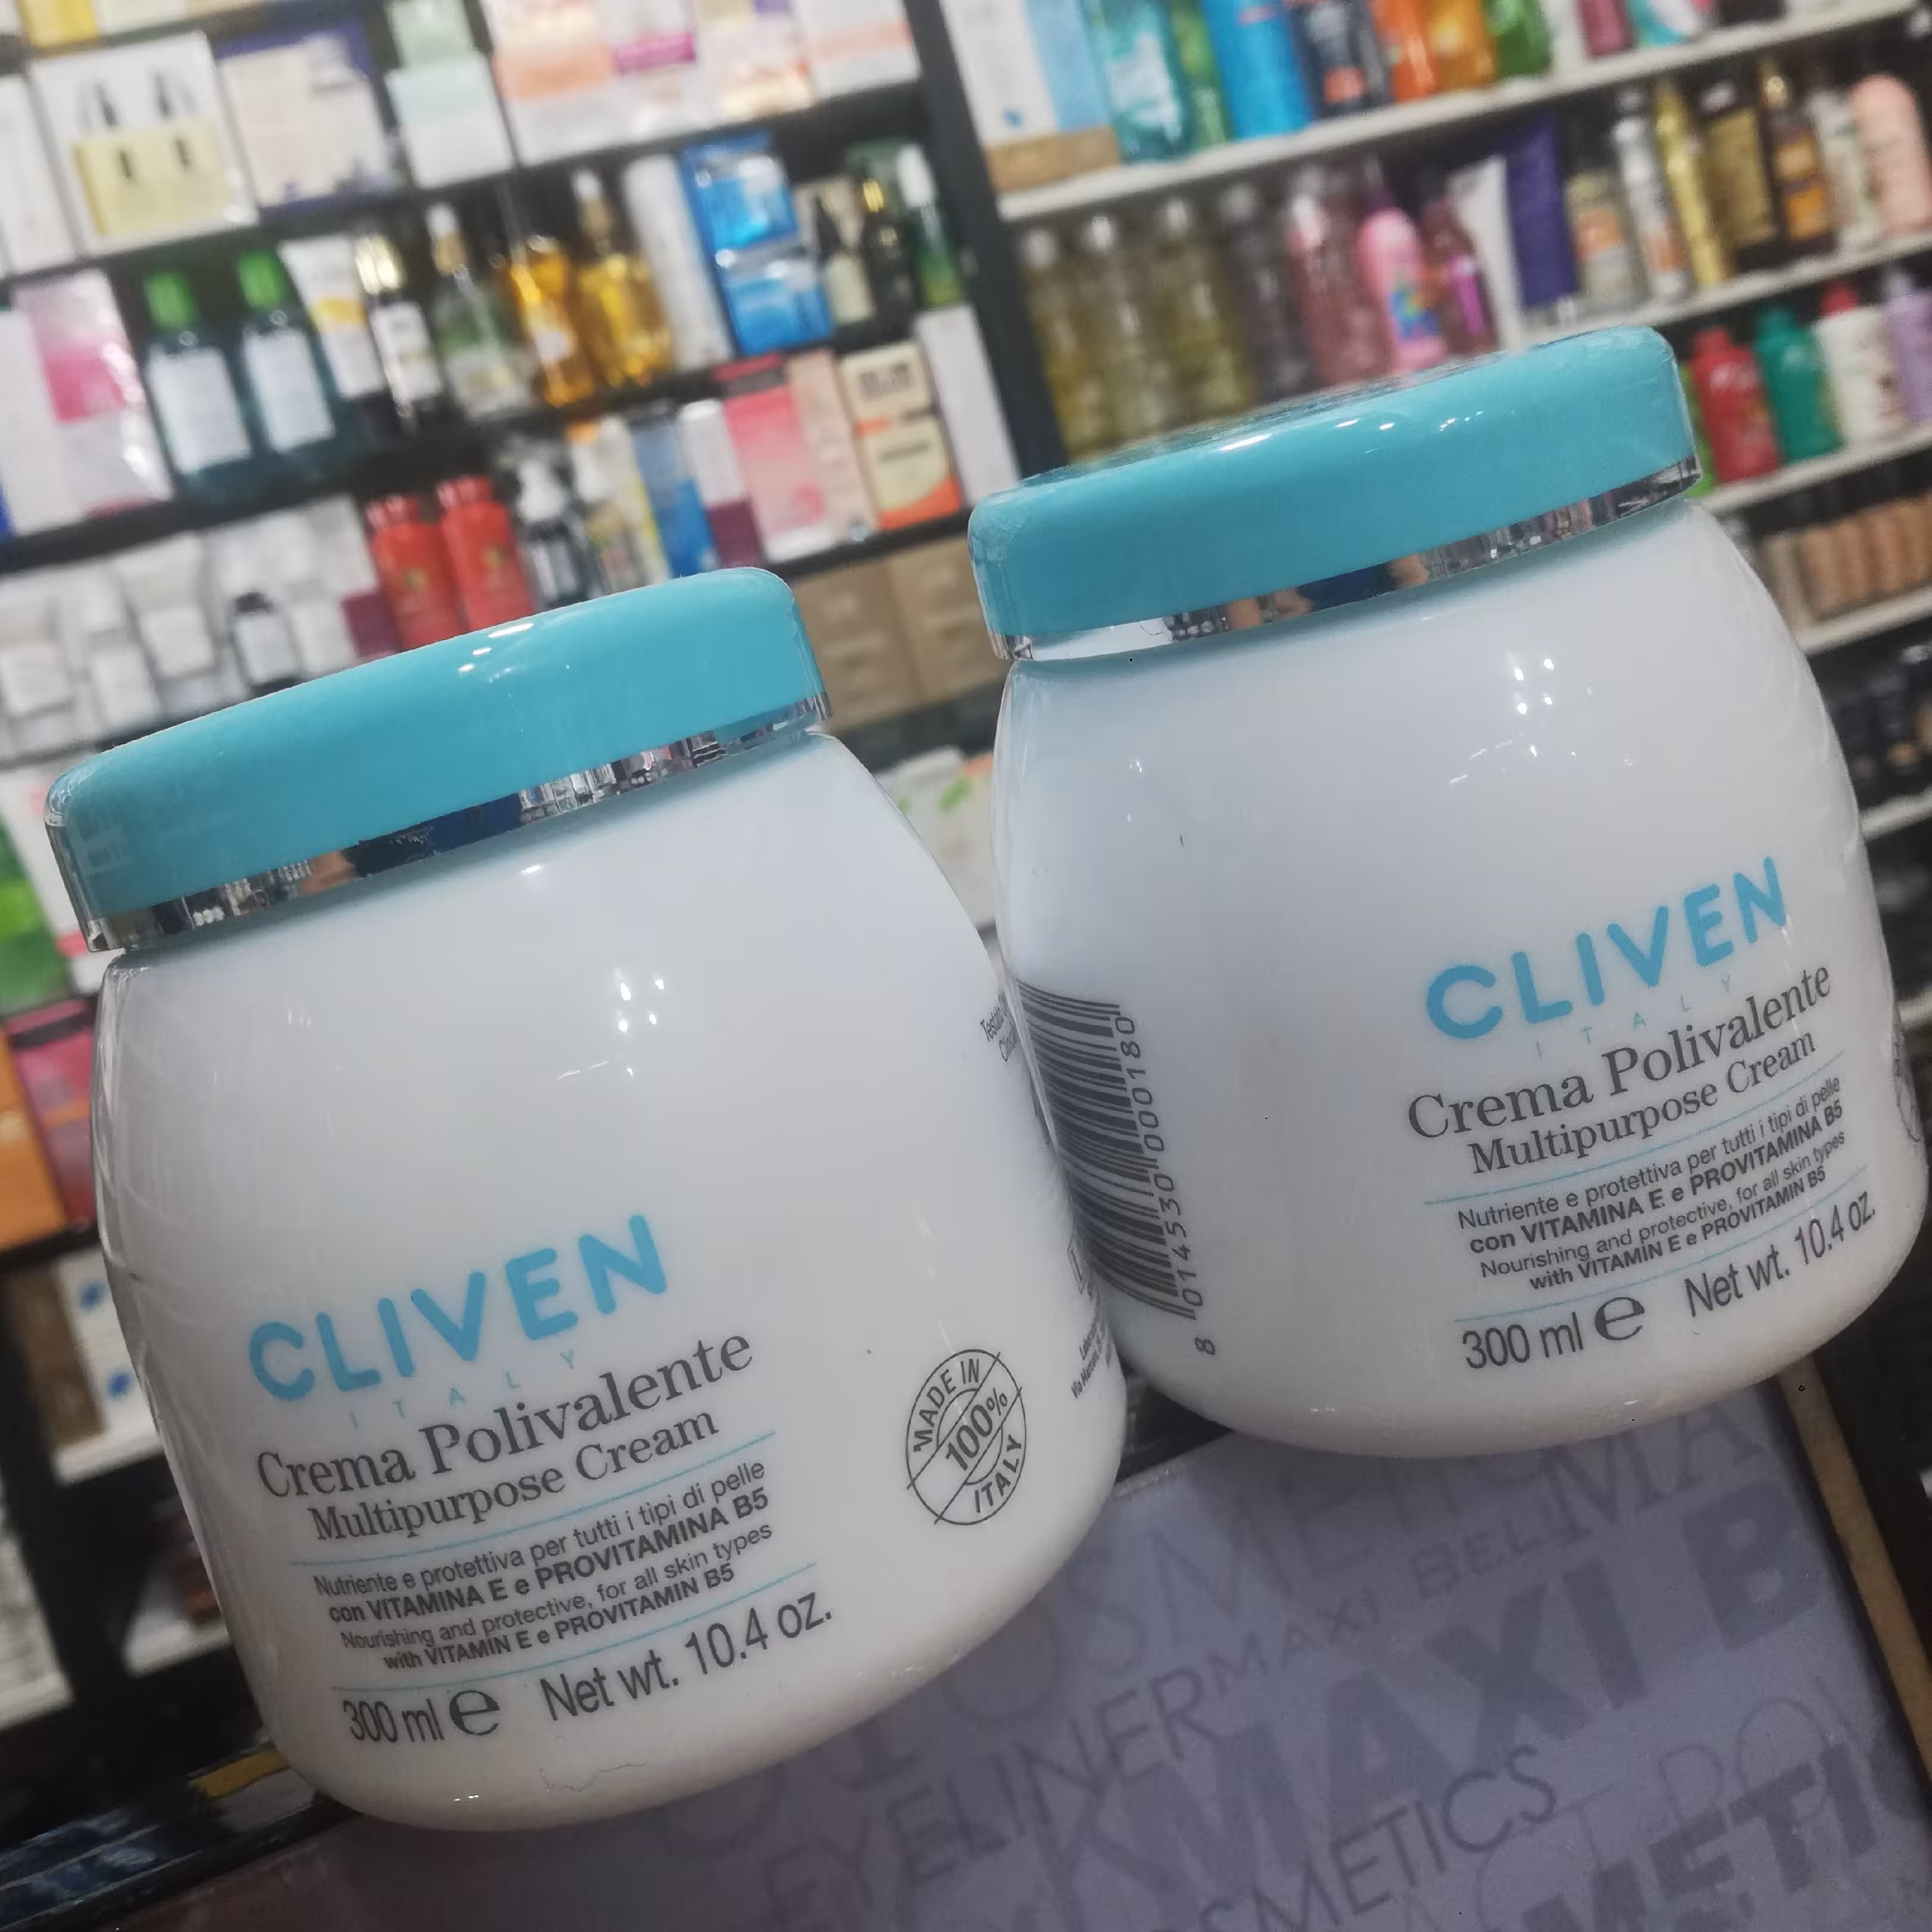 CLIVEN
ITALY
Crema Polivalente
Multipurpose Cream
Nutriente e protettiva per tutti i tipi di pelle
con VITAMINA E e PROVITAMINA B5
Nourishing and protective, for all skin types
with VITAMIN E e PROVITAMIN B5
300 ml e Net wt. 10.4 oz.
MADE IN
100%
ITALY
8 014530 000180
CLIVEN
ITALY
Crema Polivalente
Multipurpose Cream
Nutriente e protettiva per tutti i tipi di pelle
con VITAMINA E e PROVITAMINA B5
Nourishing and protective, for all skin types
with VITAMIN E e PROVITAMIN B5
300 ml e Net wt. 10.4 oz.
EYELINER
MAXI
MAXI B
COSMETICS